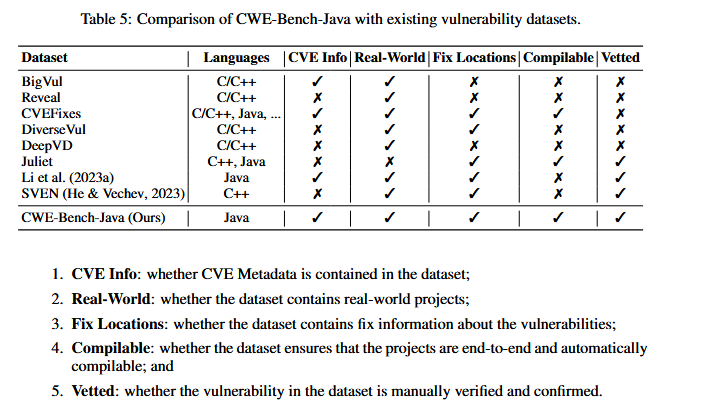 Table 5: Comparison of CWE-Bench-Java with existing vulnerability datasets.
Dataset | Languages | CVE Info | Real-World | Fix Locations | Compilable | Vetted
BigVul C/C++ ✓ ✓ ✗ ✗ ✗
Reveal C/C++ ✗ ✓ ✗ ✗ ✗
CVEFixes C/C++, Java, ... ✓ ✓ ✓ ✓ ✗
DiverseVul C/C++ ✗ ✓ ✓ ✗ ✗
DeepVD C/C++ ✗ ✓ ✗ ✗ ✗
Juliet C++, Java ✗ ✗ ✓ ✓ ✓
Li et al. (2023a) Java ✓ ✓ ✓ ✗ ✓
SVEN (He & Vechev, 2023) C++ ✗ ✓ ✓ ✗ ✓
CWE-Bench-Java (Ours) | Java | ✓ | ✓ | ✓ | ✓ | ✓
1. CVE Info: whether CVE Metadata is contained in the dataset;
2. Real-World: whether the dataset contains real-world projects;
3. Fix Locations: whether the dataset contains fix information about the vulnerabilities;
4. Compilable: whether the dataset ensures that the projects are end-to-end and automatically
compilable; and
5. Vetted: whether the vulnerability in the dataset is manually verified and confirmed.